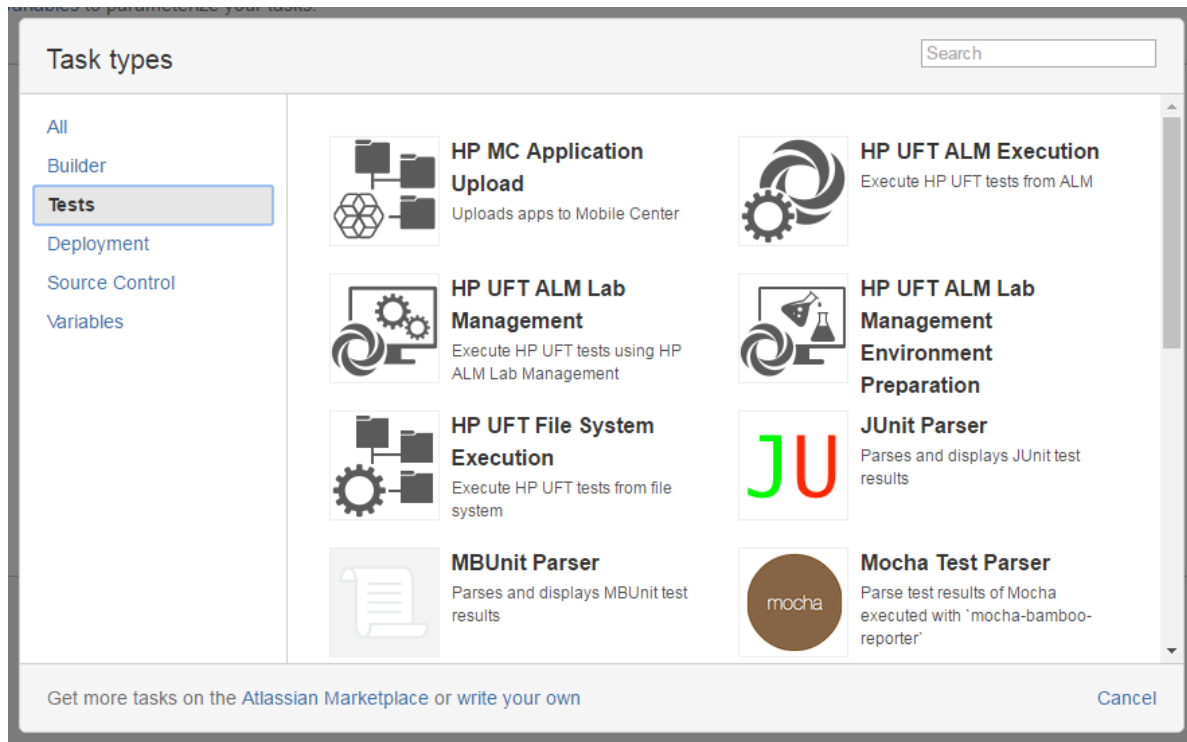 variables to parameterize your tasks.
Task types
Search
All
Builder
Tests
Deployment
Source Control
Variables
HP MC Application
Upload
Uploads apps to Mobile Center
HP UFT ALM Execution
Execute HP UFT tests from ALM
HP UFT ALM Lab
Management
Execute HP UFT tests using HP
ALM Lab Management
HP UFT ALM Lab
Management
Environment
Preparation
HP UFT File System
Execution
Execute HP UFT tests from file
system
JU
JUnit Parser
Parses and displays JUnit test
results
MBUnit Parser
Parses and displays MBUnit test
results
mocha
Mocha Test Parser
Parse test results of Mocha
executed with `mocha-bamboo-
reporter`
Get more tasks on the Atlassian Marketplace or write your own
Cancel